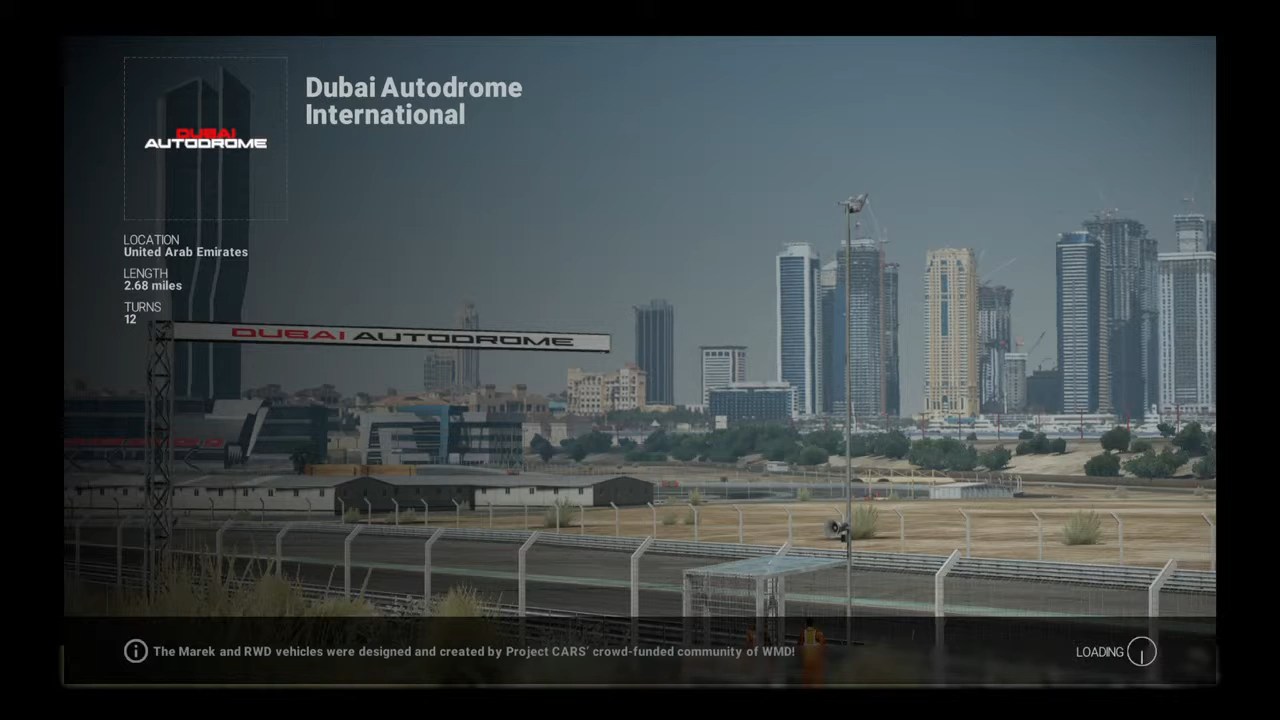 Dubai Autodrome
International
DUBAI
AUTODROME
LOCATION
United Arab Emirates
LENGTH
2.68 miles
TURNS
12
DUBAI AUTODROME
The Marek and RWD vehicles were designed and created by Project CARS' crowd-funded community of WMD!
LOADING